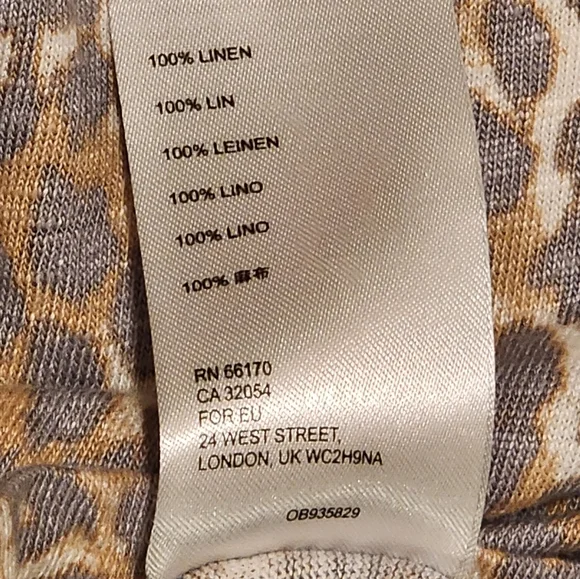 100% LINEN
100% LIN
100% LEINEN
100% LINO
100% LINO
100% 麻布
RN 66170
CA 32054
FOR EU
24 WEST STREET,
LONDON, UK WC2H9NA
OB935829